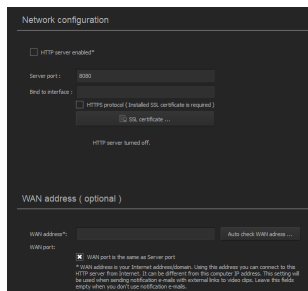 Network configuration
HTTP server enabled*
Server port : 8080
Bind to interface :
HTTPS protocol ( Installed SSL certificate is required )
SSL certificate ...
HTTP server turned off.
WAN address ( optional )
WAN address*: Auto check WAN adress ...
WAN port:
WAN port is the same as Server port
* WAN address is your Internet address/domain. Using this address you can connect to this
HTTP server from Internet. It can be different from this computer IP address. This setting will
be used when sending notification e-mails with external links to video clips. Leave this fields
empty when you don't use notification e-mails.